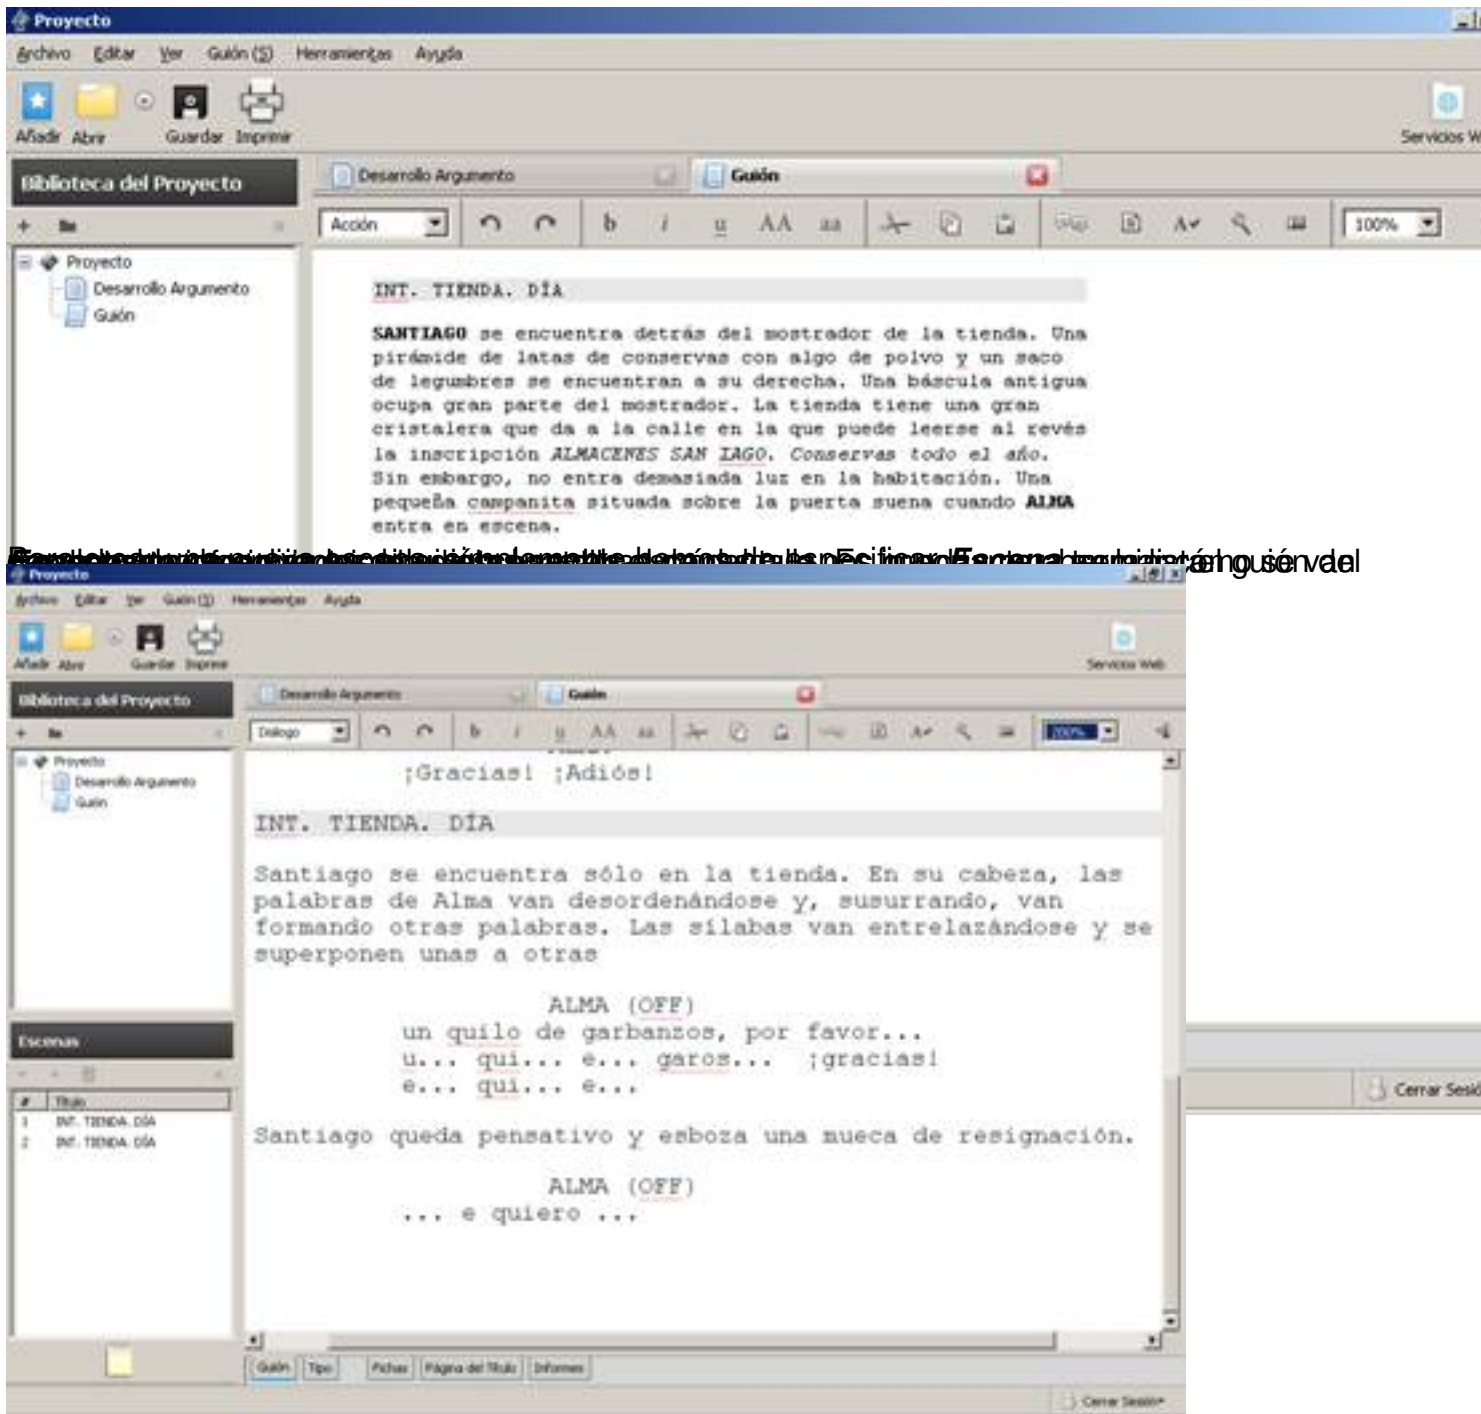 Proyecto
Archivo Editar Ver Guión (S) Herramientas Ayuda
Añadir Abrir Guardar Imprimir
Servicios W
Biblioteca del Proyecto
Desarrollo Argumento Guión
Acción b i u AA aa 100%
Proyecto
Desarrollo Argumento
Guión
INT. TIENDA. DÍA
SANTIAGO se encuentra detrás del mostrador de la tienda. Una
pirámide de latas de conservas con algo de polvo y un saco
de legumbres se encuentran a su derecha. Una báscula antigua
ocupa gran parte del mostrador. La tienda tiene una gran
cristalera que da a la calle en la que puede leerse al revés
la inscripción ALMACENES SAN IAGO. Conservas todo el año.
Sin embargo, no entra demasiada luz en la habitación. Una
pequeña campanita situada sobre la puerta suena cuando ALMA
entra en escena.
Proyecto
Archivo Editar Ver Guión (S) Herramientas Ayuda
Añadir Abrir Guardar Imprimir
Servicios Web
Biblioteca del Proyecto
Desarrollo Argumento Guión
Dialogo b i u AA aa 200%
Proyecto
Desarrollo Argumento
Guión
¡Gracias! ¡Adiós!
INT. TIENDA. DÍA
Santiago se encuentra sólo en la tienda. En su cabeza, las
palabras de Alma van desordenándose y, susurrando, van
formando otras palabras. Las sílabas van entrelazándose y se
superponen unas a otras
ALMA (OFF)
un quilo de garbanzos, por favor...
u... qui... e... garos... ¡gracias!
e... qui... e...
Santiago queda pensativo y esboza una mueca de resignación.
ALMA (OFF)
... e quiero ...
Escenas
# Título
1 INT. TIENDA. DÍA
2 INT. TIENDA. DÍA
Guión Tipo Fichas Página del Título Informes
Cerrar Sesión
Cerrar Sesió